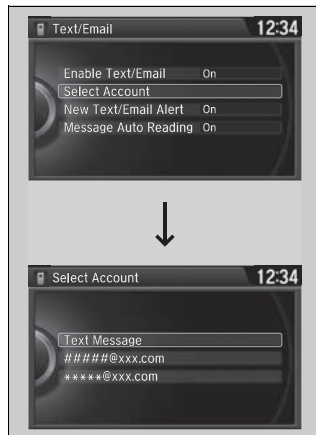 Text/Email 12:34
Enable Text/Email On
Select Account
New Text/Email Alert On
Message Auto Reading On
Select Account 12:34
Text Message
#####@xxx.com
*****@xxx.com